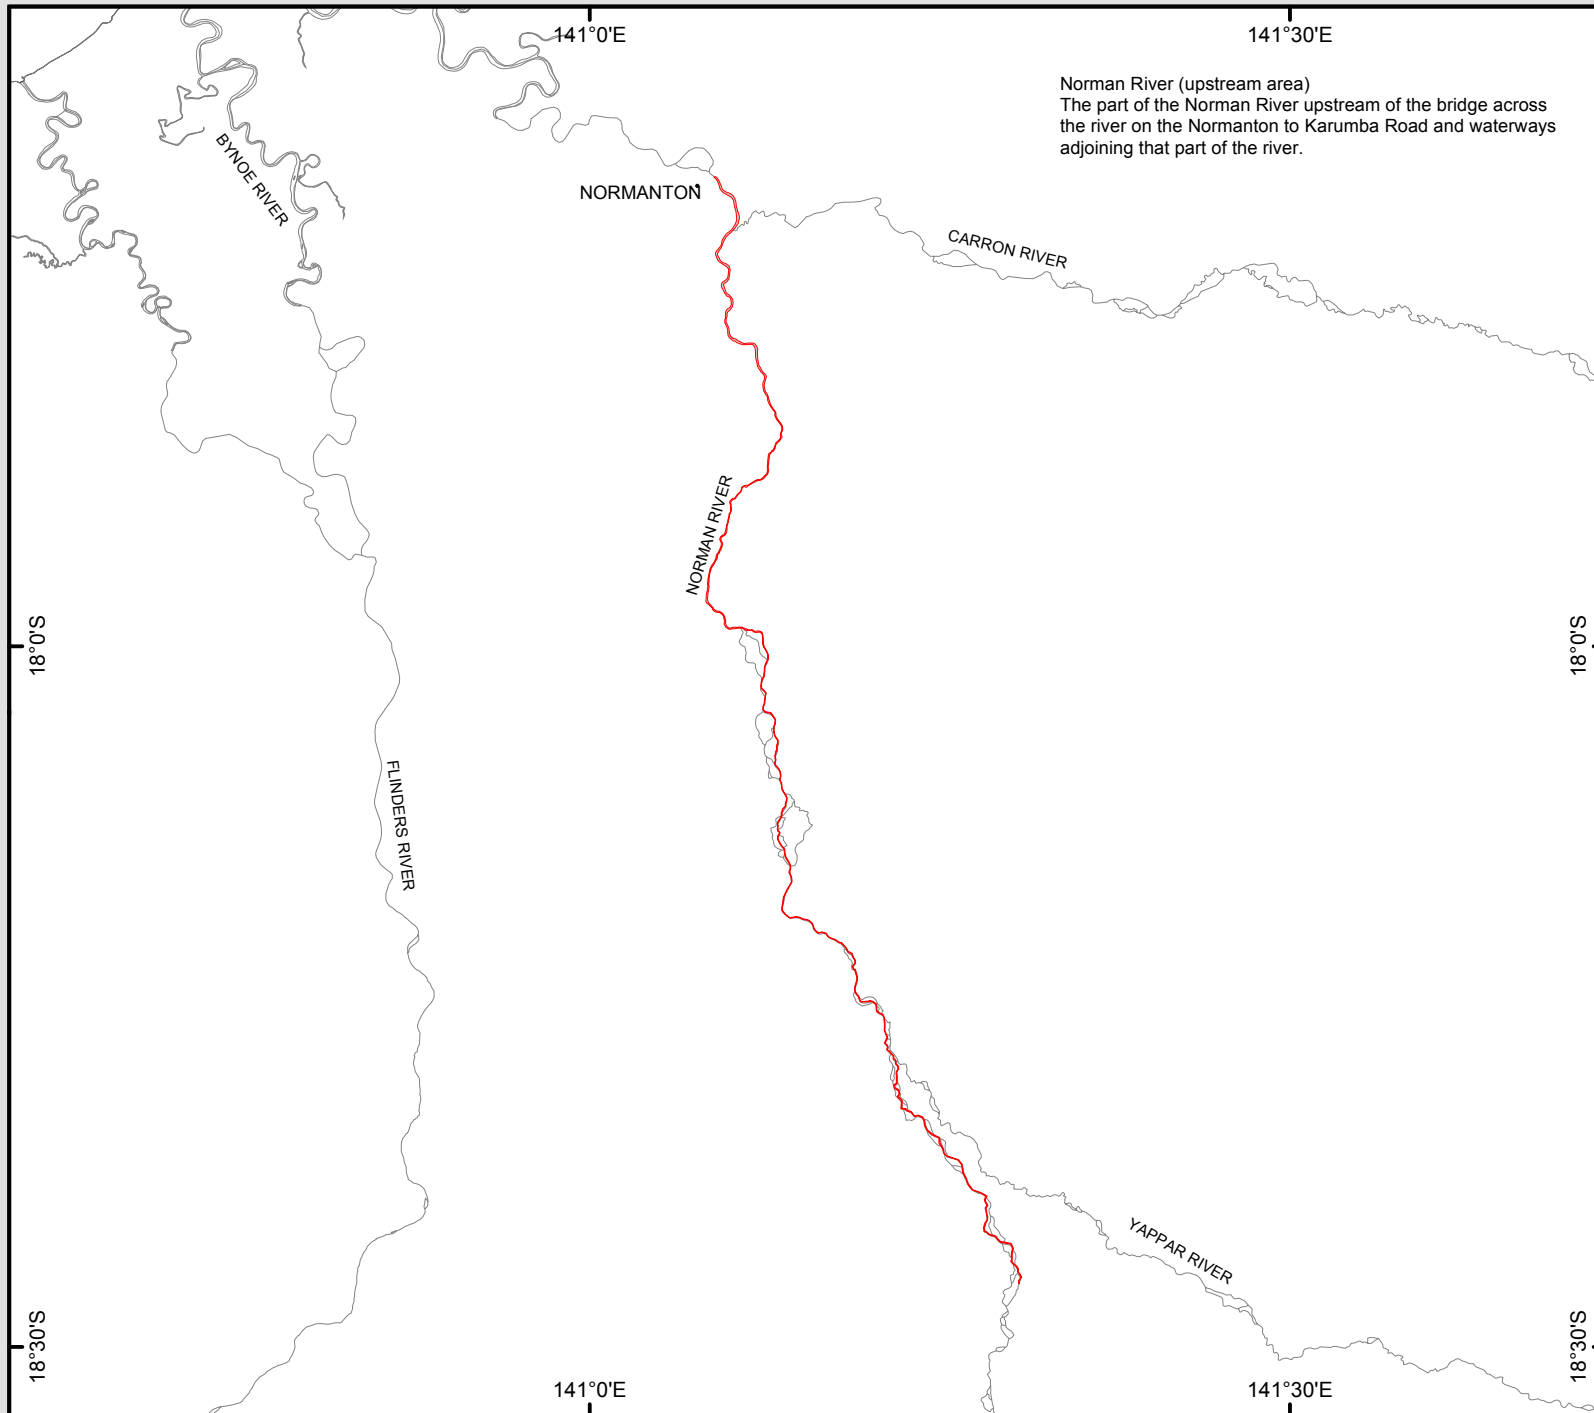 141°0'E
141°30'E
Norman River (upstream area)
The part of the Norman River upstream of the bridge across
the river on the Normanton to Karumba Road and waterways
adjoining that part of the river.
BYNOE RIVER
NORMANTON
CARRON RIVER
NORMAN RIVER
18°0'S
18°0'S
FLINDERS RIVER
YAPPAR RIVER
18°30'S
18°30'S
141°0'E
141°30'E